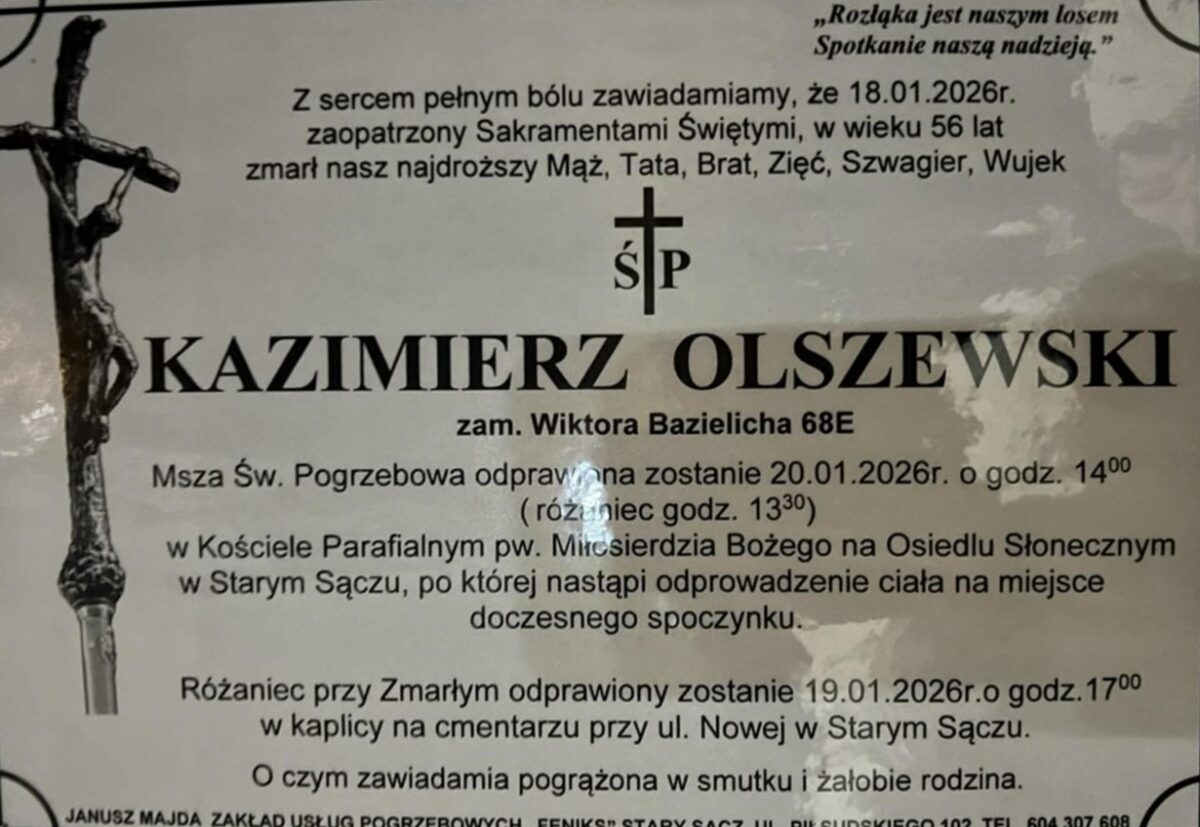 „Rozłąka jest naszym losem
Spotkanie naszą nadzieją.”
Z sercem pełnym bólu zawiadamiamy, że 18.01.2026r.
zaopatrzony Sakramentami Świętymi, w wieku 56 lat
zmarł nasz najdroższy Mąż, Tata, Brat, Zięć, Szwagier, Wujek
Ś P
KAZIMIERZ OLSZEWSKI
zam. Wiktora Bazielicha 68E
Msza Św. Pogrzebowa odprawiona zostanie 20.01.2026r. o godz. 14⁰⁰
( różaniec godz. 13³⁰)
w Kościele Parafialnym pw. Miłosierdzia Bożego na Osiedlu Słonecznym
w Starym Sączu, po której nastąpi odprowadzenie ciała na miejsce
doczesnego spoczynku.
Różaniec przy Zmarłym odprawiony zostanie 19.01.2026r.o godz.17⁰⁰
w kaplicy na cmentarzu przy ul. Nowej w Starym Sączu.
O czym zawiadamia pogrążona w smutku i żałobie rodzina.
JANUSZ MAJDA ZAKŁAD USŁUG POGRZEBOWYCH „FENIKS” STARY SĄCZ, UL. PIŁSUDSKIEGO 102, TEL. 604 307 608